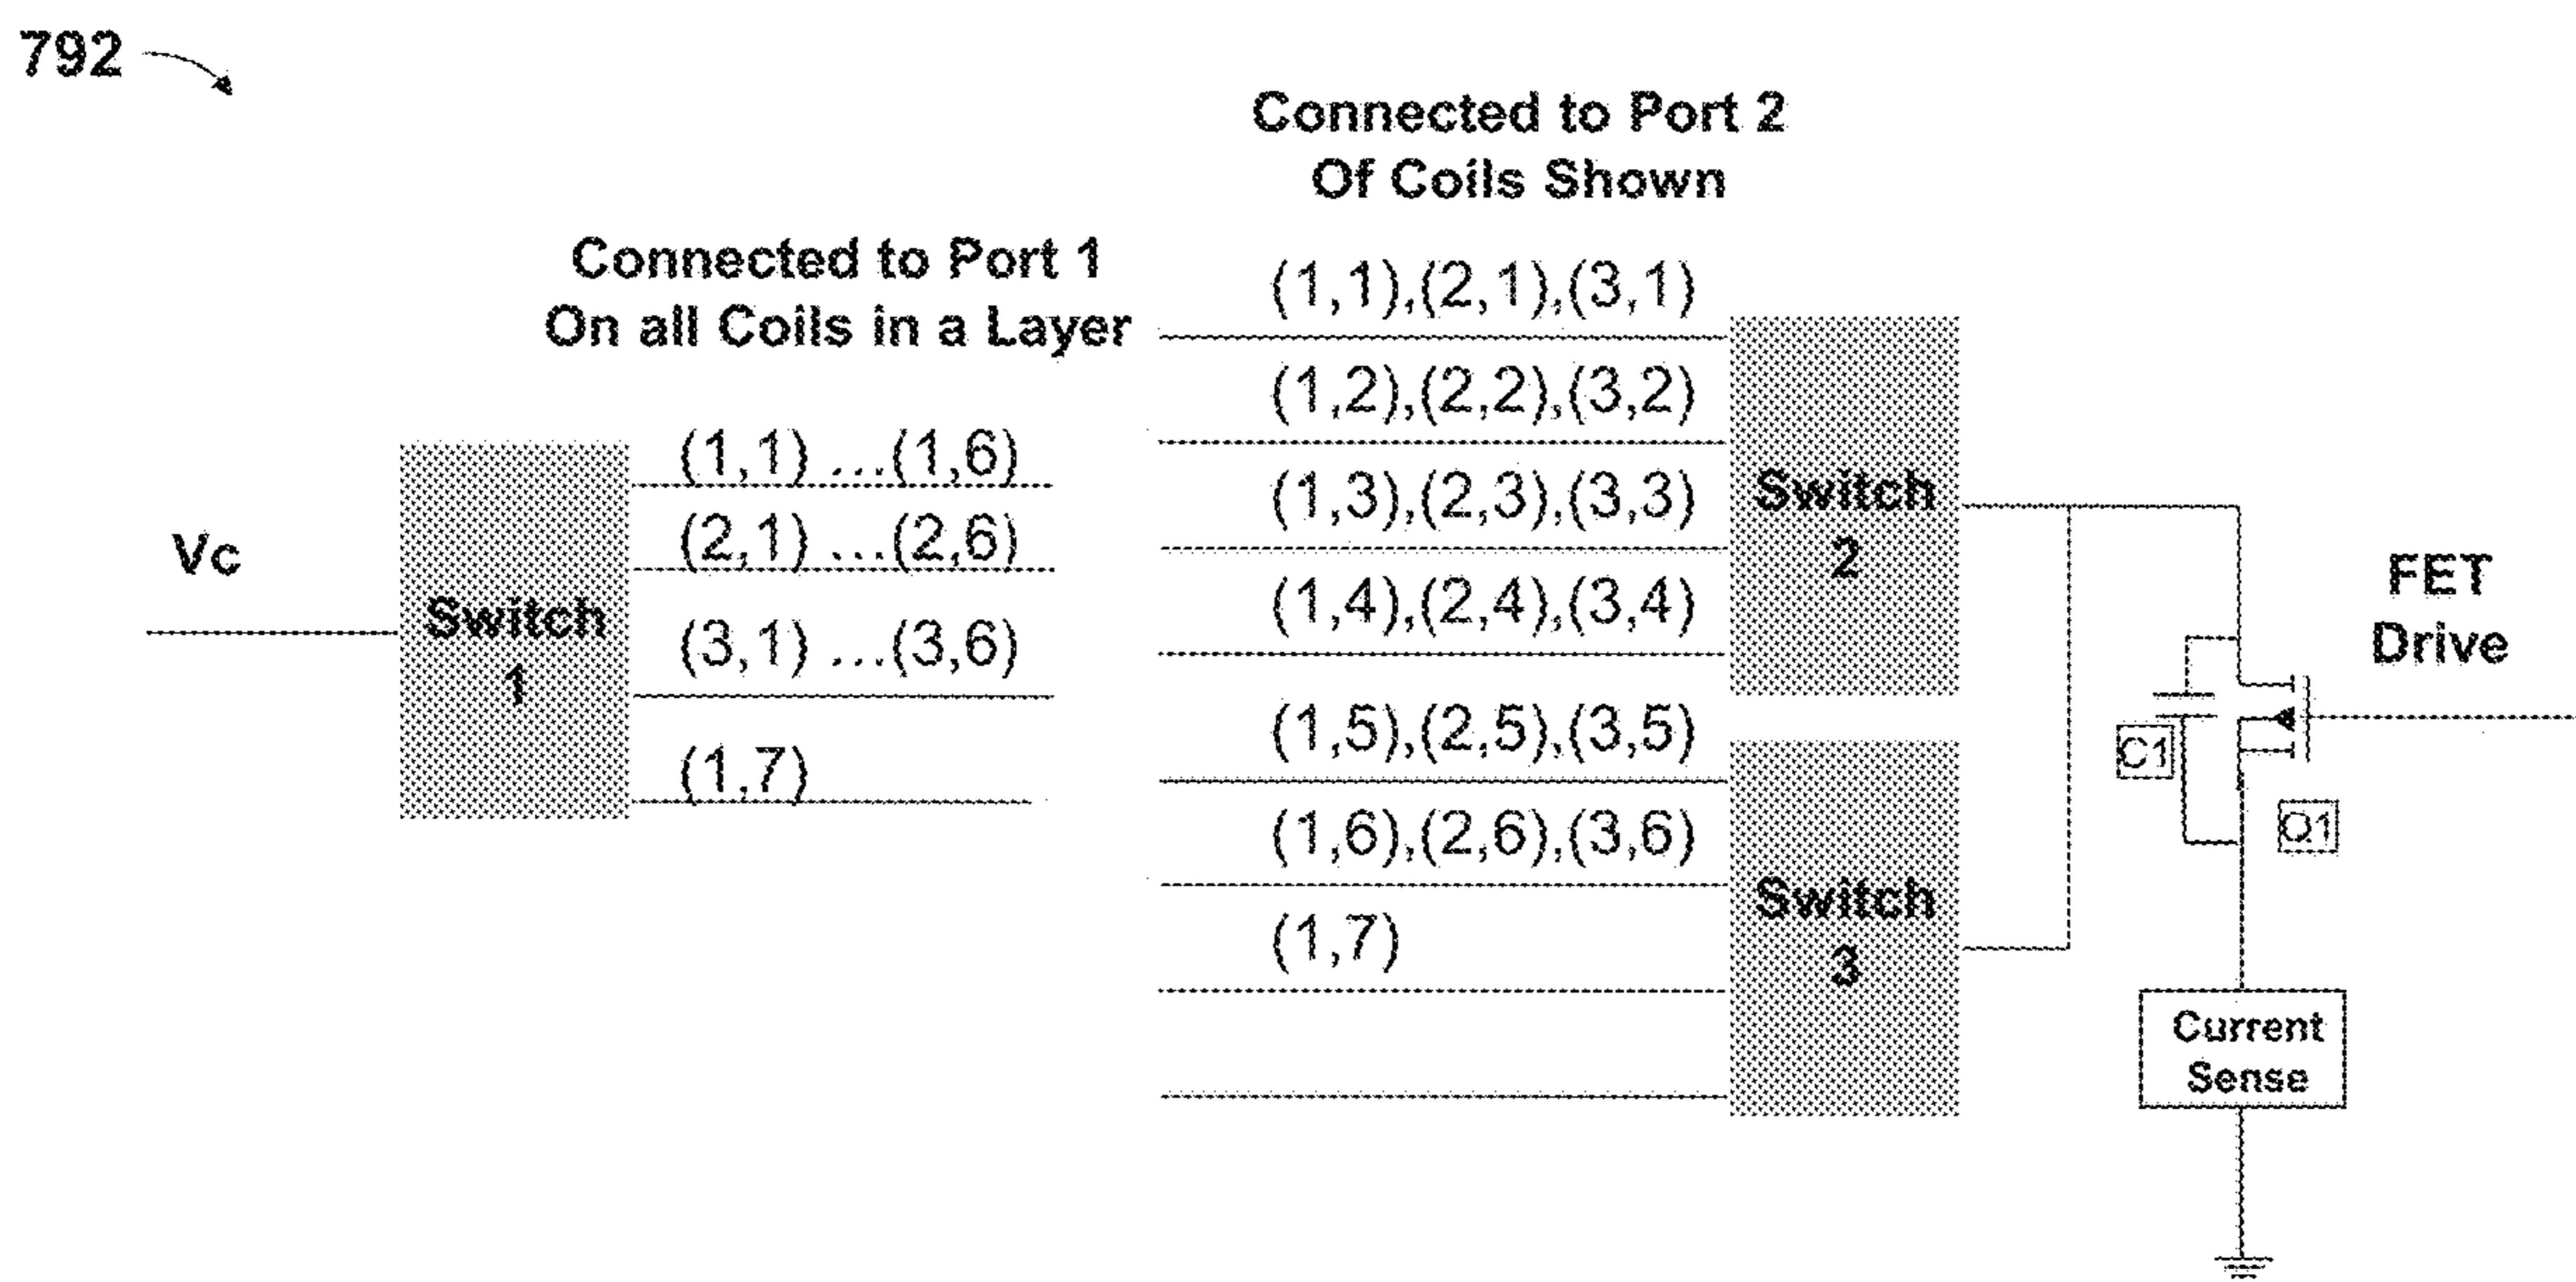 792
Connected to Port 1
On all Coils in a Layer
Vc
Switch
1
(1,1) ...(1,6)
(2,1) ...(2,6)
(3,1) ...(3,6)
(1,7)
Connected to Port 2
Of Coils Shown
(1,1),(2,1),(3,1)
(1,2),(2,2),(3,2)
(1,3),(2,3),(3,3)
(1,4),(2,4),(3,4)
(1,5),(2,5),(3,5)
(1,6),(2,6),(3,6)
(1,7)
Switch
2
Switch
3
FET
Drive
C1
Q1
Current
Sense